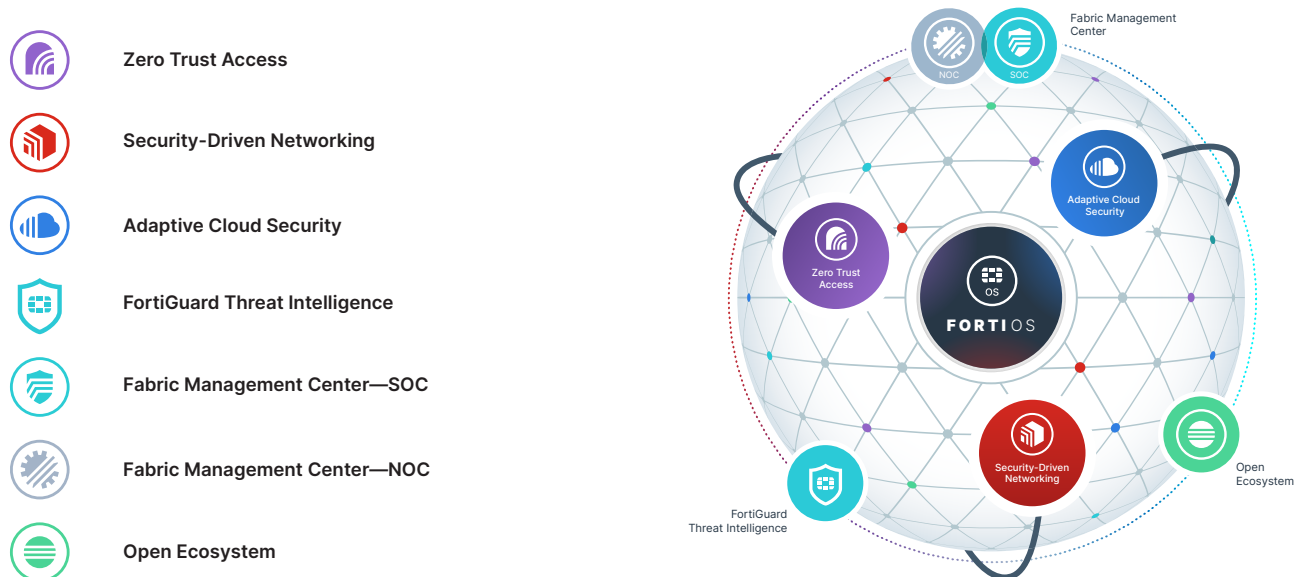 Zero Trust Access
Security-Driven Networking
Adaptive Cloud Security
FortiGuard Threat Intelligence
Fabric Management Center—SOC
Fabric Management Center—NOC
Open Ecosystem
Fabric Management
Center
NOC
SOC
Adaptive Cloud
Security
Zero Trust
Access
OS
FORTIOS
Security-Driven
Networking
Open
Ecosystem
FortiGuard
Threat Intelligence